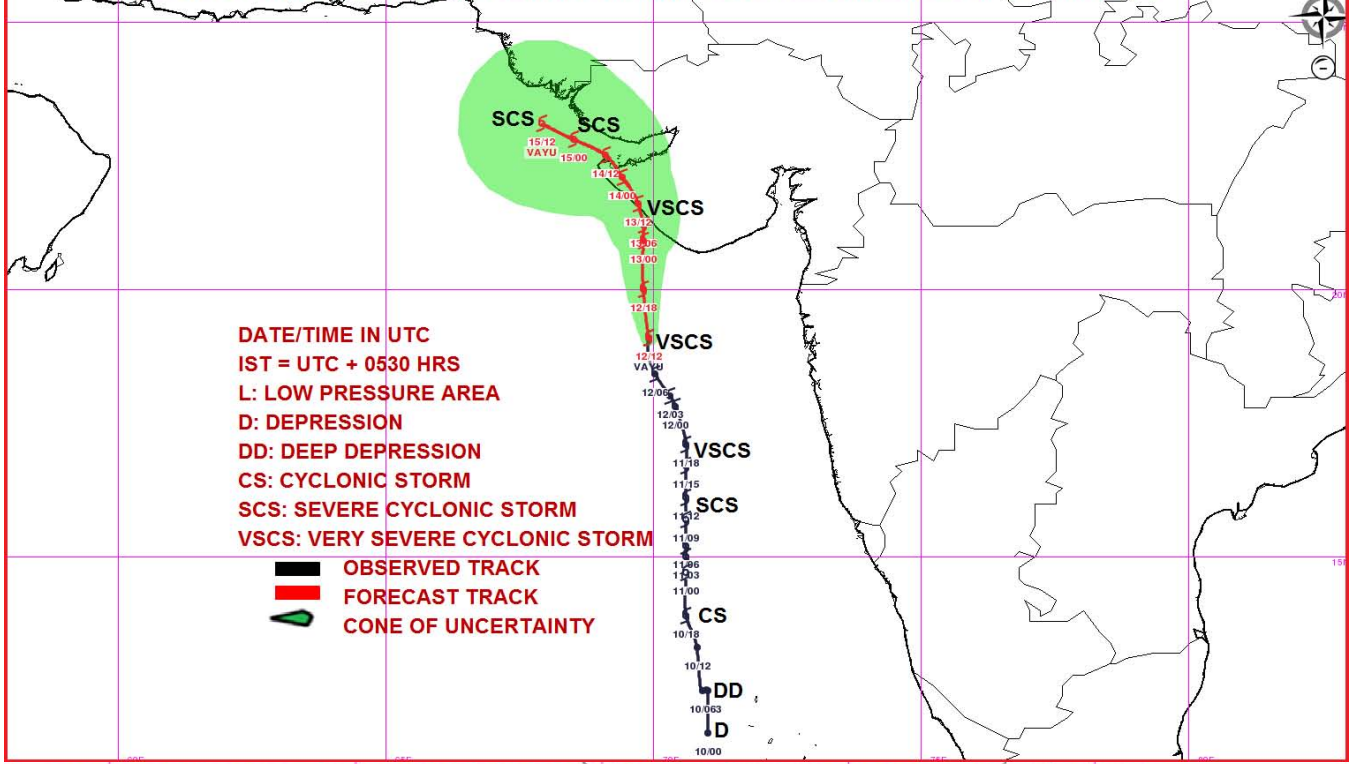 SCS
SCS
15/12
VAYU
15/00
14/12
14/00
VSCS
13/12
13/06
13/00
20N
12/18
DATE/TIME IN UTC
VSCS
12/12
VAYU
IST = UTC + 0530 HRS
L: LOW PRESSURE AREA
12/06
12/03
12/00
D: DEPRESSION
DD: DEEP DEPRESSION
VSCS
11/18
CS: CYCLONIC STORM
11/15
SCS: SEVERE CYCLONIC STORM
SCS
11/12
VSCS: VERY SEVERE CYCLONIC STORM
11/09
15N
OBSERVED TRACK
11/06
11/03
11/00
FORECAST TRACK
CONE OF UNCERTAINTY
CS
10/18
10/12
DD
10/063
D
10/00